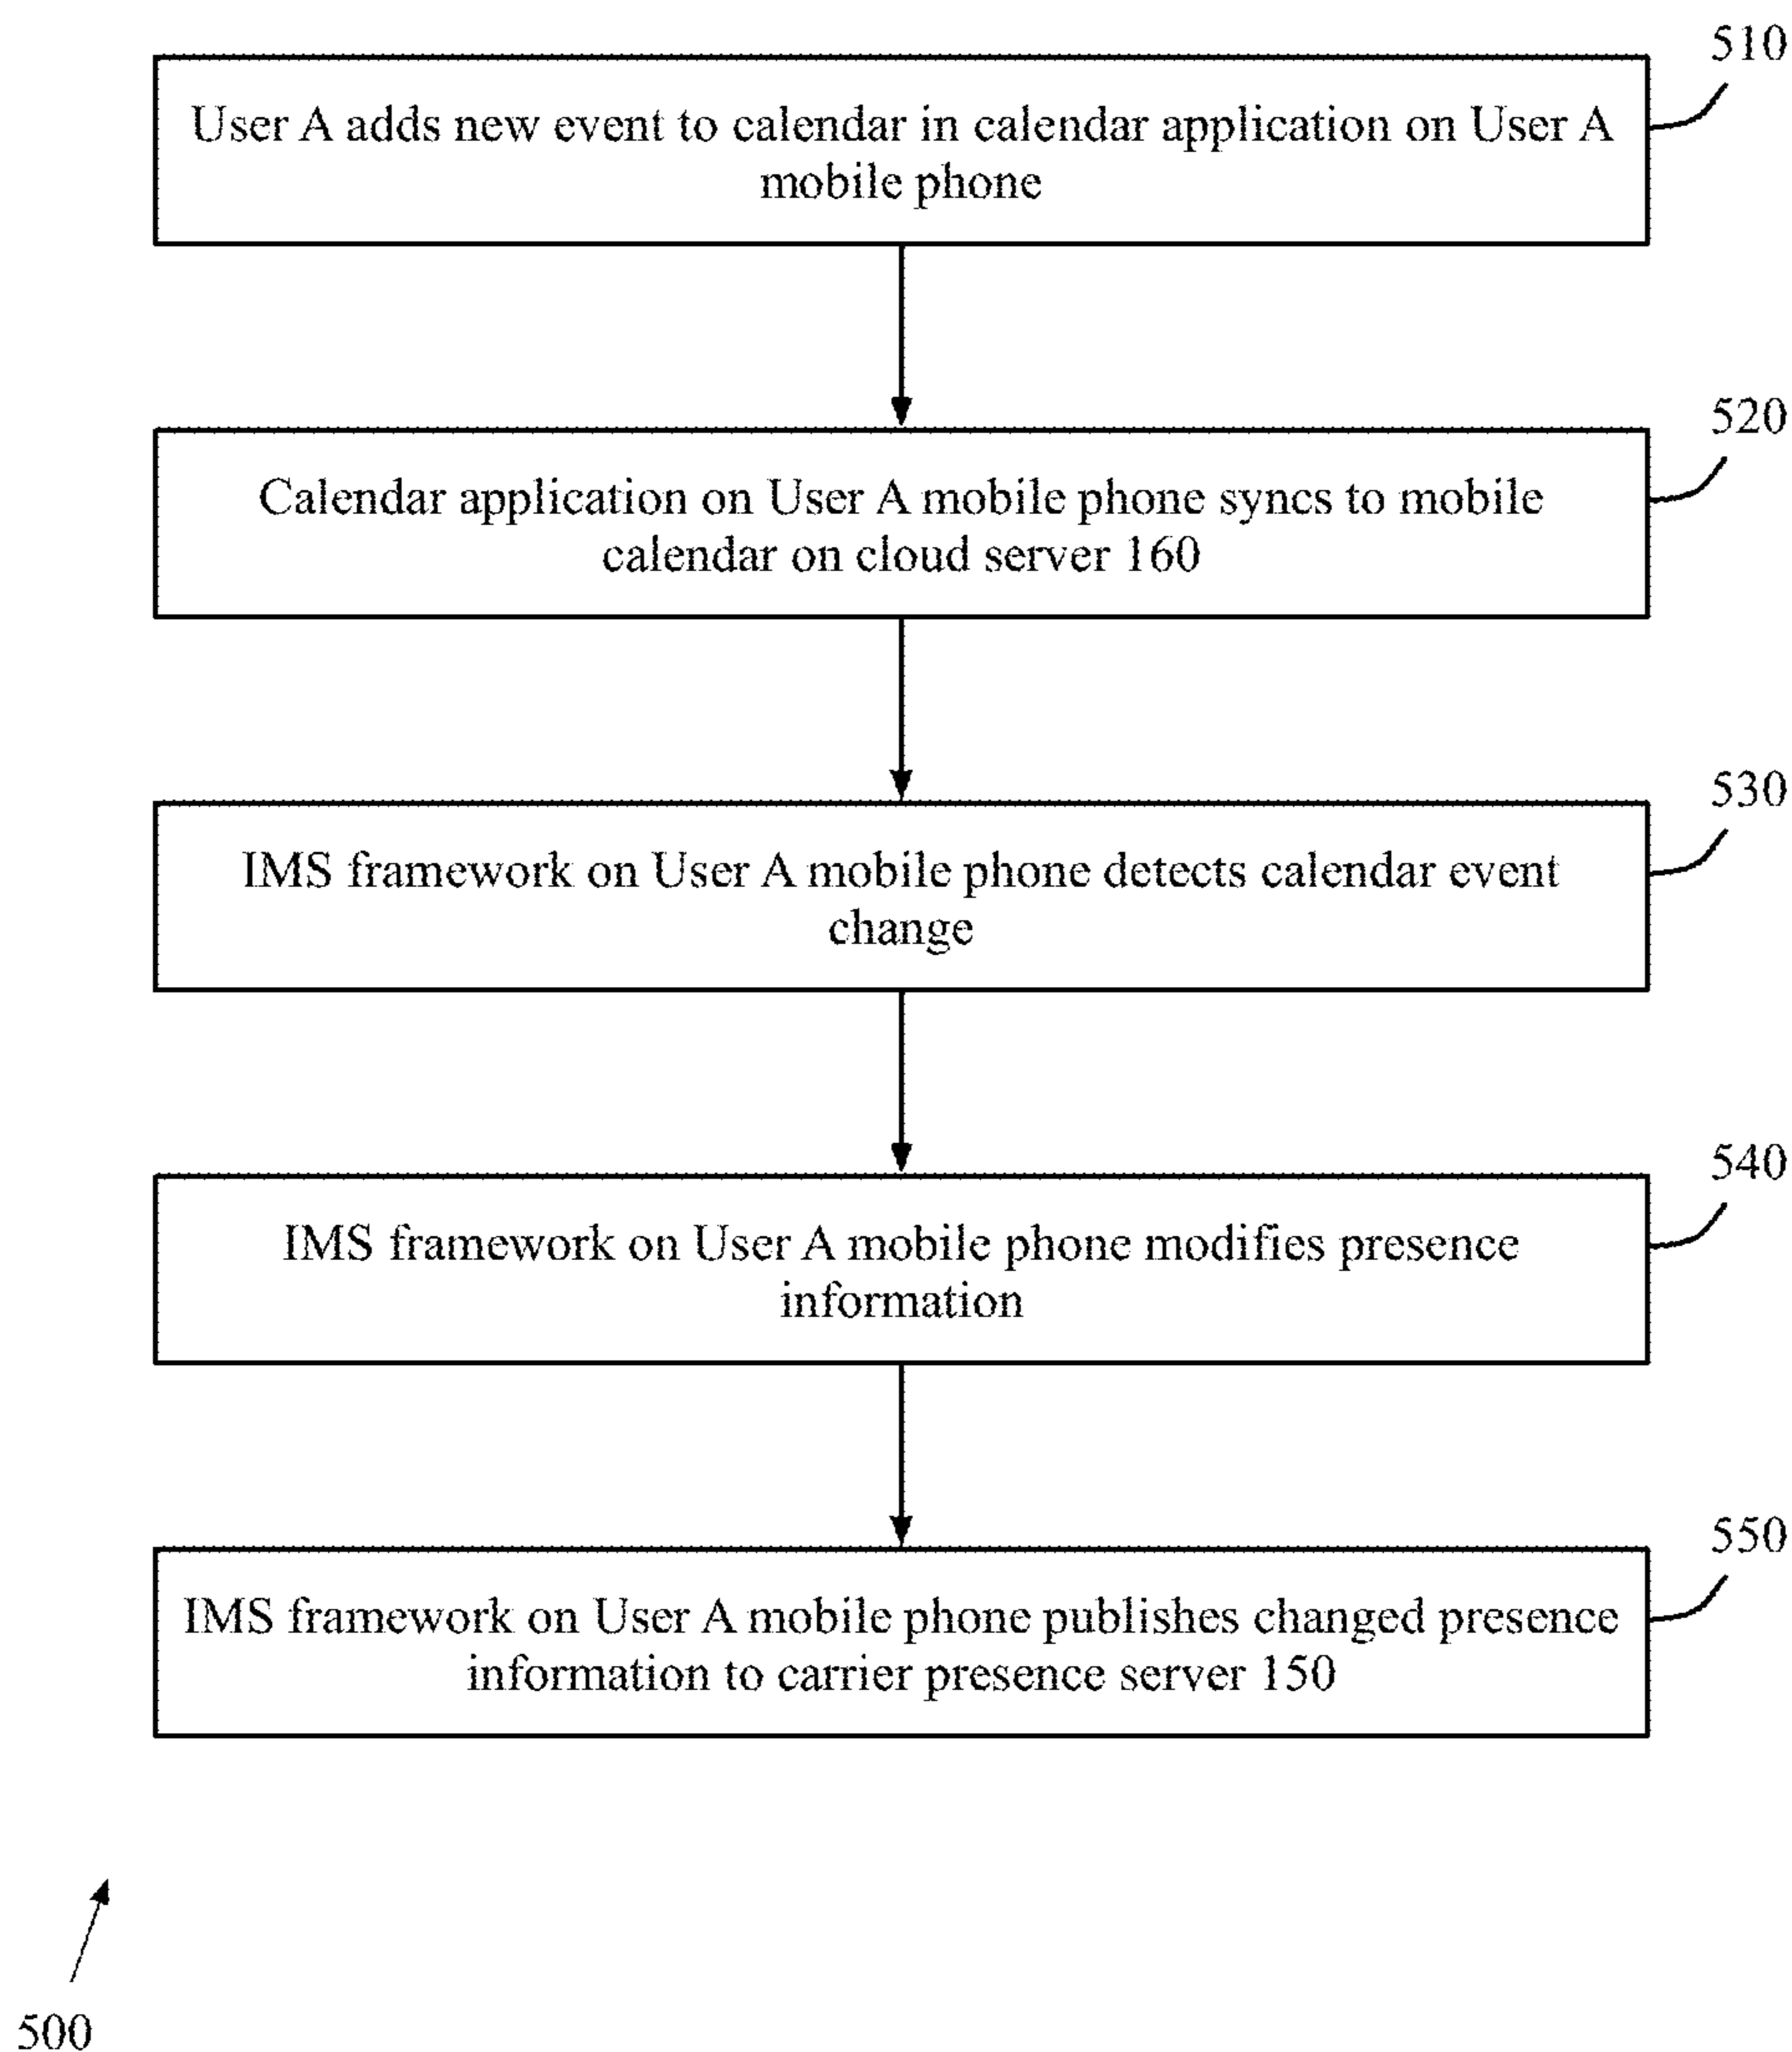 510
User A adds new event to calendar in calendar application on User A
mobile phone
520
Calendar application on User A mobile phone syncs to mobile
calendar on cloud server 160
530
IMS framework on User A mobile phone detects calendar event
change
540
IMS framework on User A mobile phone modifies presence
information
550
IMS framework on User A mobile phone publishes changed presence
information to carrier presence server 150
500